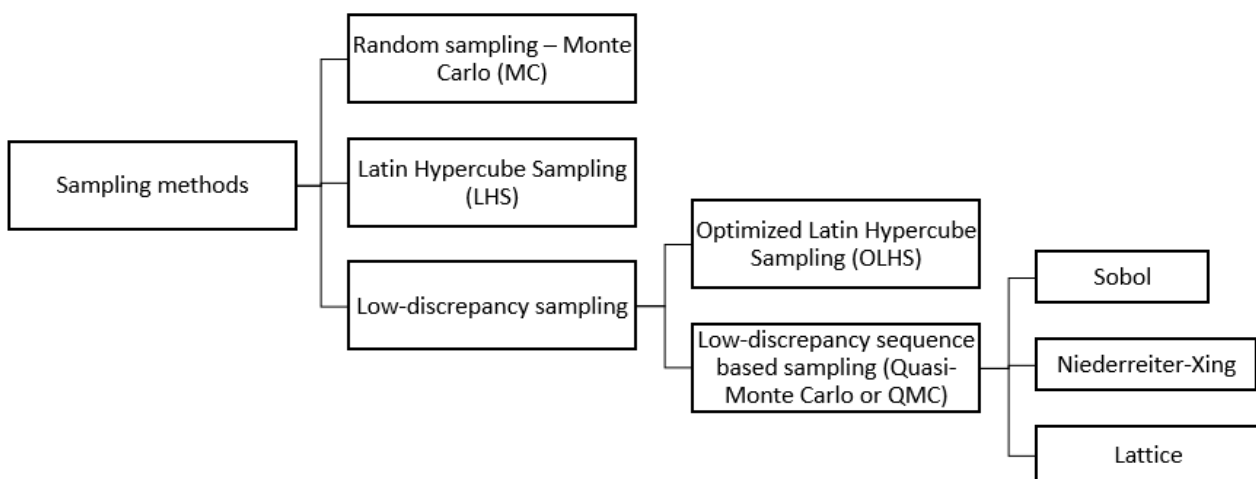 Random sampling – Monte
Carlo (MC)
Sampling methods
Latin Hypercube Sampling
(LHS)
Low-discrepancy sampling
Optimized Latin Hypercube
Sampling (OLHS)
Low-discrepancy sequence
based sampling (Quasi-
Monte Carlo or QMC)
Sobol
Niederreiter-Xing
Lattice